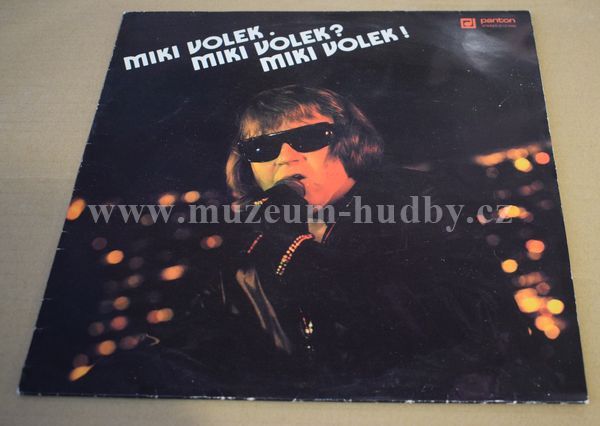 MIKI VOLEK.
MIKI VOLEK?
MIKI VOLEK!
panton
www.muzeum-hudby.cz